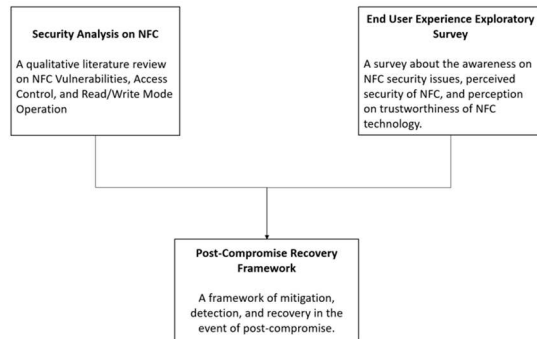 Security Analysis on NFC
A qualitative literature review
on NFC Vulnerabilities, Access
Control, and Read/Write Mode
Operation
End User Experience Exploratory
Survey
A survey about the awareness on
NFC security issues, perceived
security of NFC, and perception
on trustworthiness of NFC
technology.
Post-Compromise Recovery
Framework
A framework of mitigation,
detection, and recovery in the
event of post-compromise.